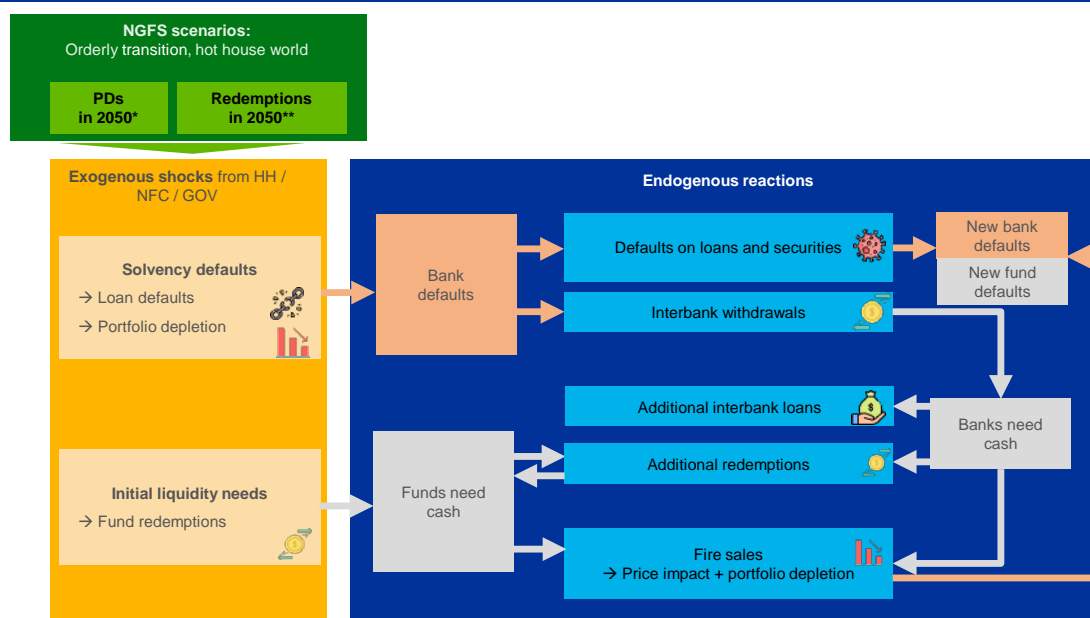 NGFS scenarios:
Orderly transition, hot house world
PDs
in 2050*
Redemptions
in 2050**
Exogenous shocks from HH /
NFC / GOV
Solvency defaults
→ Loan defaults
→ Portfolio depletion
Initial liquidity needs
→ Fund redemptions
Endogenous reactions
Bank
defaults
Defaults on loans and securities
Interbank withdrawals
New bank
defaults
New fund
defaults
Additional interbank loans
Banks need
cash
Additional redemptions
Funds need
cash
Fire sales
→ Price impact + portfolio depletion